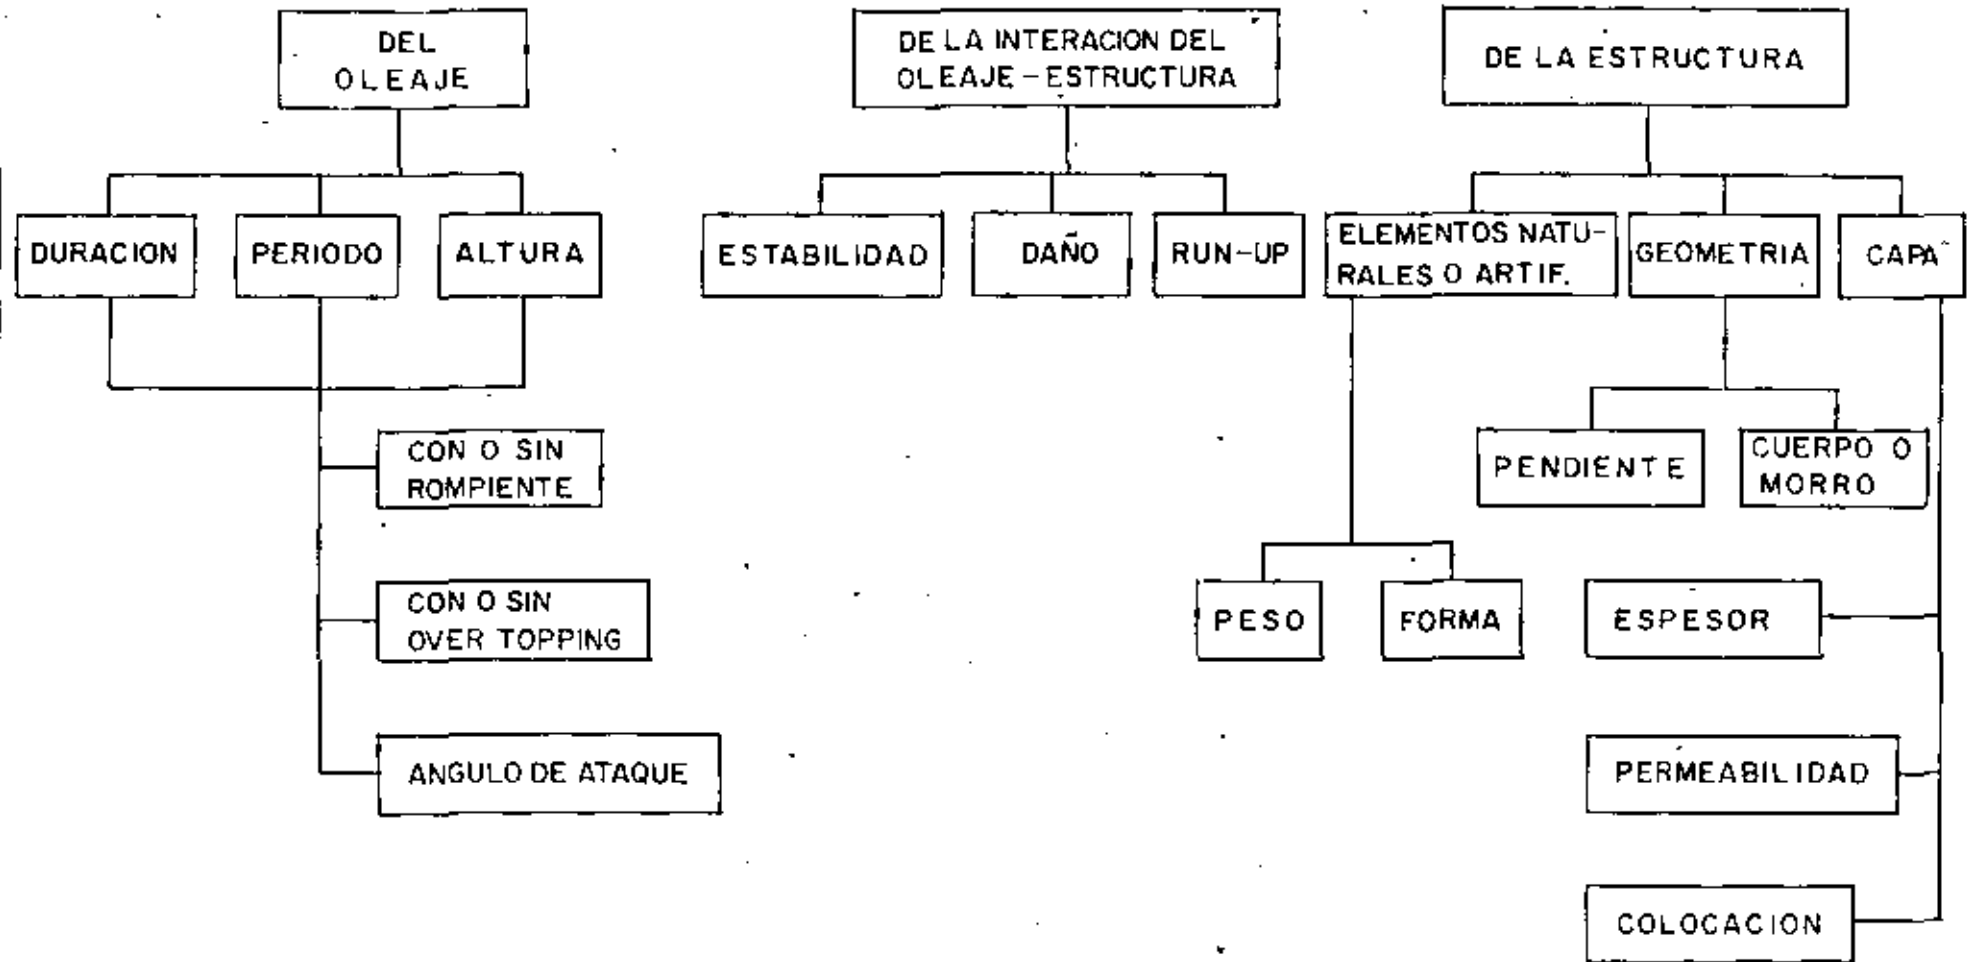 DEL
OLEAJE
DE LA INTERACION DEL
OLEAJE-ESTRUCTURA
DE LA ESTRUCTURA
DURACION
PERIODO
ALTURA
ESTABILIDAD
DAÑO
RUN-UP
ELEMENTOS NATU-
RALES O ARTIF.
GEOMETRIA
CAPA
CON O SIN
ROMPIENTE
PENDIENTE
CUERPO O
MORRO
CON O SIN
OVER TOPPING
PESO
FORMA
ESPESOR
ANGULO DE ATAQUE
PERMEABILIDAD
COLOCACION